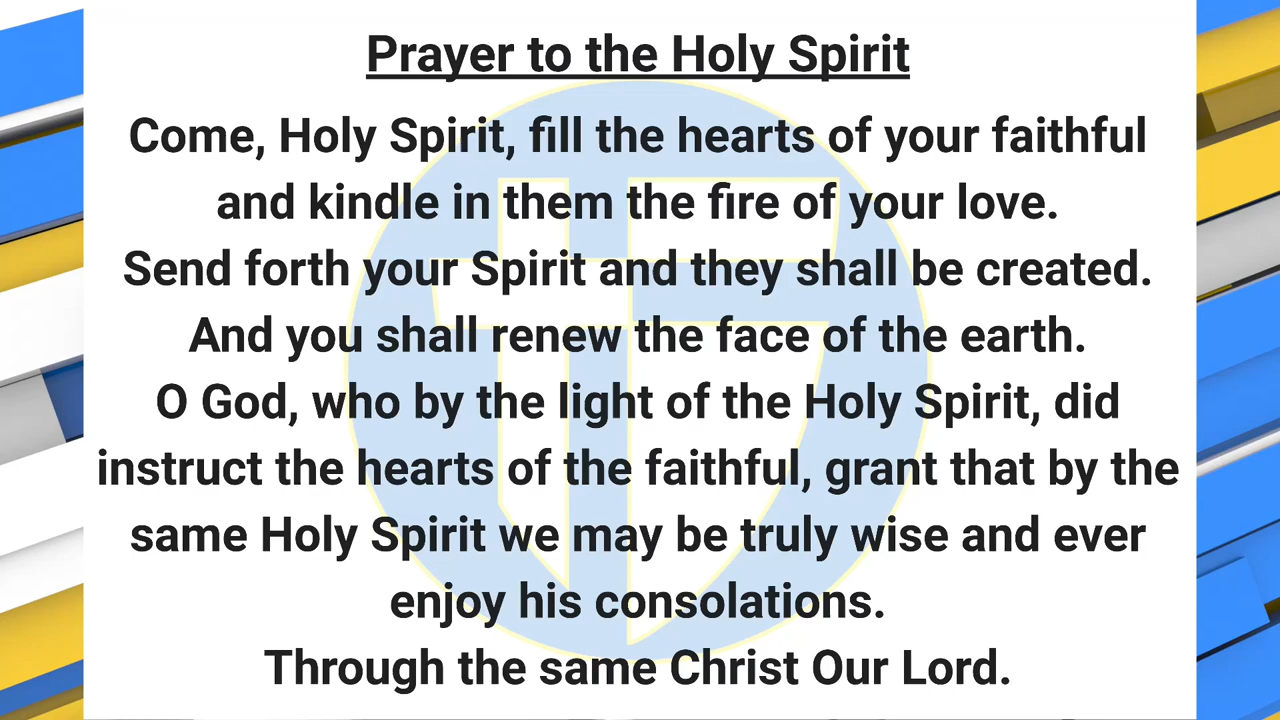 Prayer to the Holy Spirit
Come, Holy Spirit, fill the hearts of your faithful
and kindle in them the fire of your love.
Send forth your Spirit and they shall be created.
And you shall renew the face of the earth.
O God, who by the light of the Holy Spirit, did
instruct the hearts of the faithful, grant that by the
same Holy Spirit we may be truly wise and ever
enjoy his consolations.
Through the same Christ Our Lord.